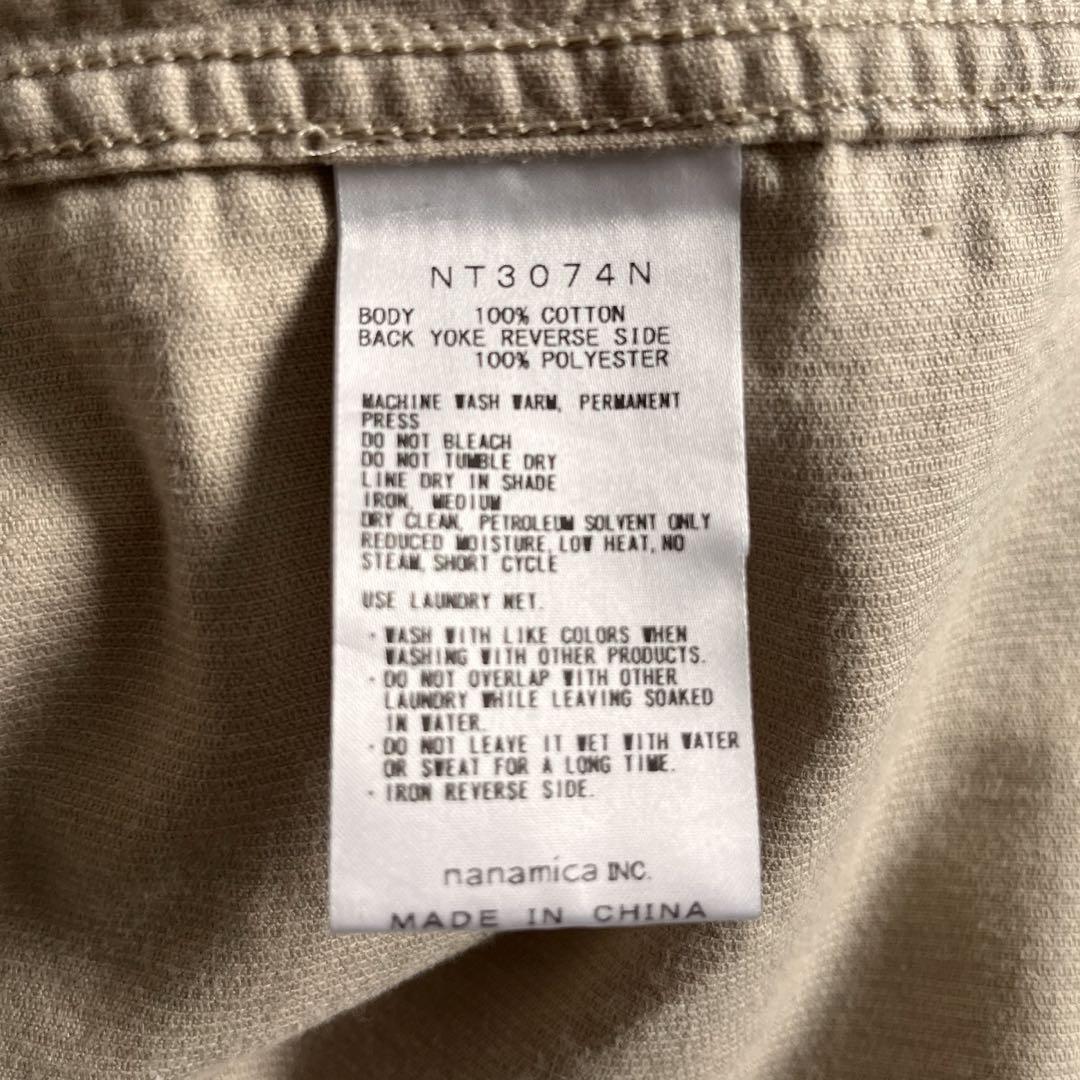 NT3074N
BODY 100% COTTON
BACK YOKE REVERSE SIDE
100% POLYESTER
MACHINE WASH WARM, PERMANENT
PRESS
DO NOT BLEACH
DO NOT TUMBLE DRY
LINE DRY IN SHADE
IRON, MEDIUM
DRY CLEAN, PETROLEUM SOLVENT ONLY
REDUCED MOISTURE, LOW HEAT, NO
STEAM, SHORT CYCLE
USE LAUNDRY NET.
・WASH WITH LIKE COLORS WHEN
WASHING WITH OTHER PRODUCTS.
・DO NOT OVERLAP WITH OTHER
LAUNDRY WHILE LEAVING SOAKED
IN WATER.
・DO NOT LEAVE IT WET WITH WATER
OR SWEAT FOR A LONG TIME.
・IRON REVERSE SIDE.
nanamica INC.
MADE IN CHINA